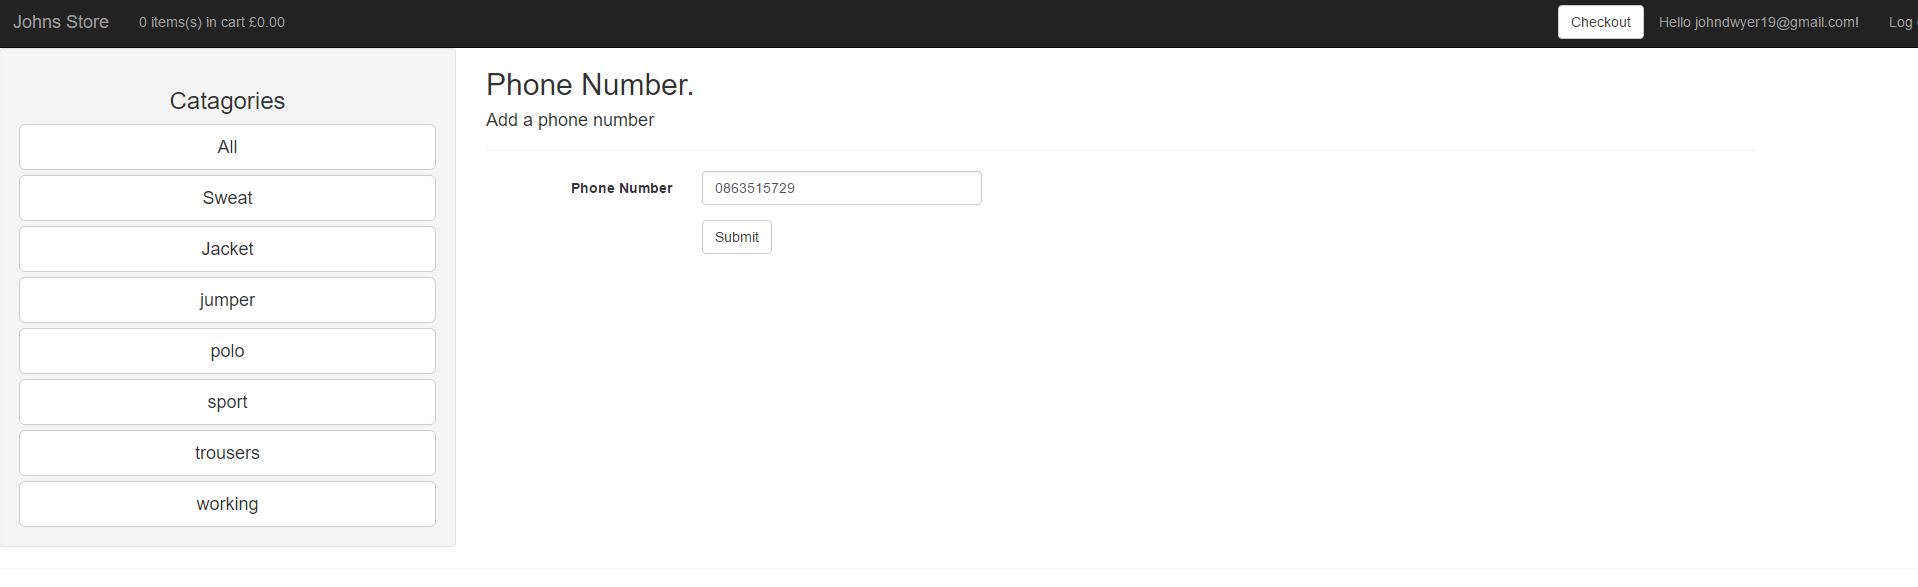 Johns Store 0 items(s) in cart £0.00 Checkout Hello johndwyer19@gmail.com! Log
Catagories
All
Sweat
Jacket
jumper
polo
sport
trousers
working
Phone Number.
Add a phone number
Phone Number 0863515729
Submit